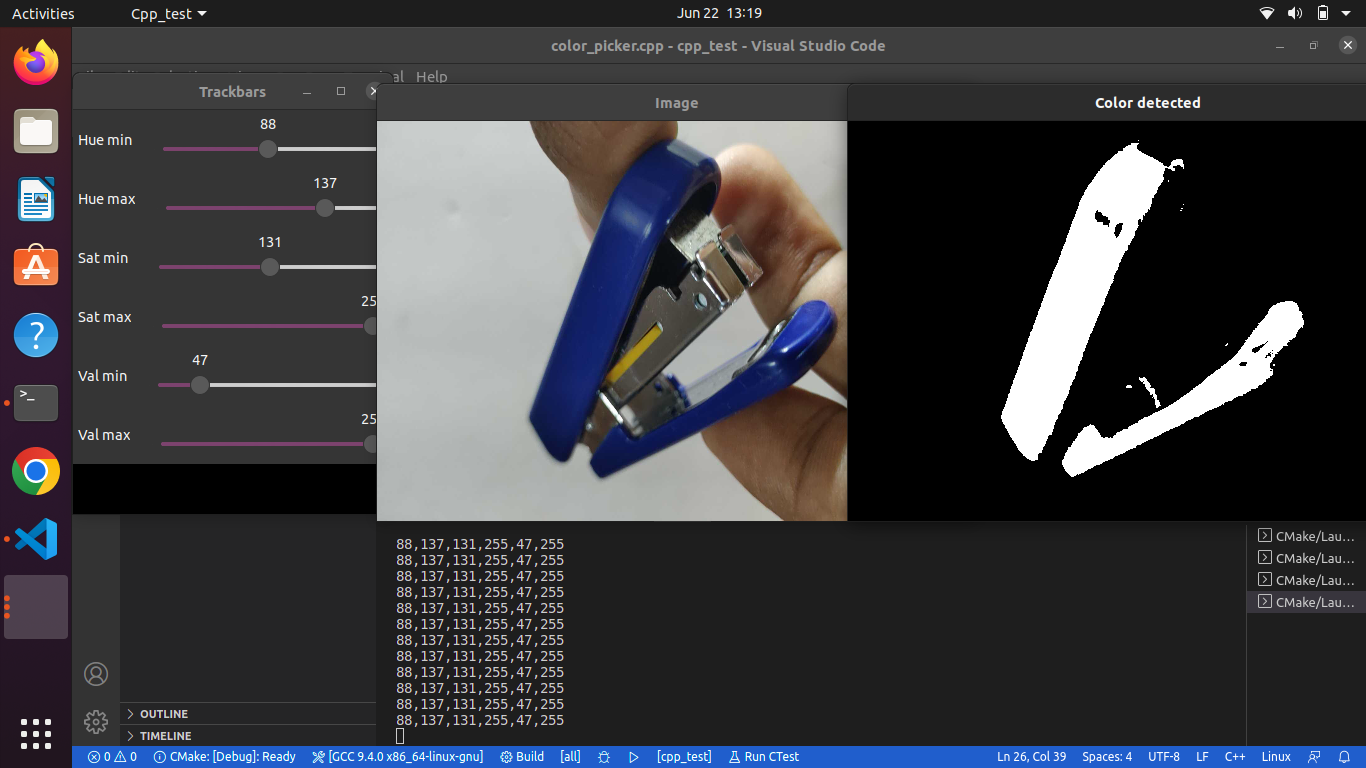 Activities
Cpp_test
Jun 22 13:19
color_picker.cpp - cpp_test - Visual Studio Code
Help
Trackbars
Image
Color detected
Hue min
88
Hue max
137
Sat min
131
Sat max
25
Val min
47
Val max
25
88,137,131,255,47,255
88,137,131,255,47,255
88,137,131,255,47,255
88,137,131,255,47,255
88,137,131,255,47,255
88,137,131,255,47,255
88,137,131,255,47,255
88,137,131,255,47,255
88,137,131,255,47,255
88,137,131,255,47,255
88,137,131,255,47,255
88,137,131,255,47,255
CMake/Lau...
CMake/Lau...
CMake/Lau...
CMake/Lau...
OUTLINE
TIMELINE
0 0 CMake: [Debug]: Ready [GCC 9.4.0 x86_64-linux-gnu] Build [all] [cpp_test] Run CTest Ln 26, Col 39 Spaces: 4 UTF-8 LF C++ Linux